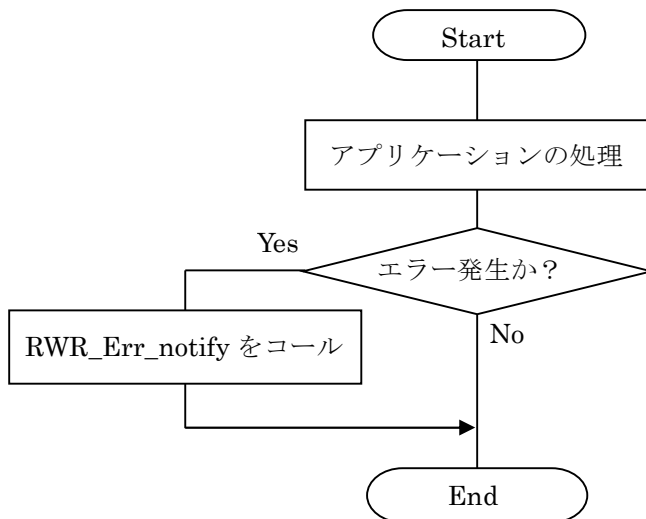 Start
アプリケーションの処理
エラー発生か？
Yes
No
RWR_Err_notify をコール
End